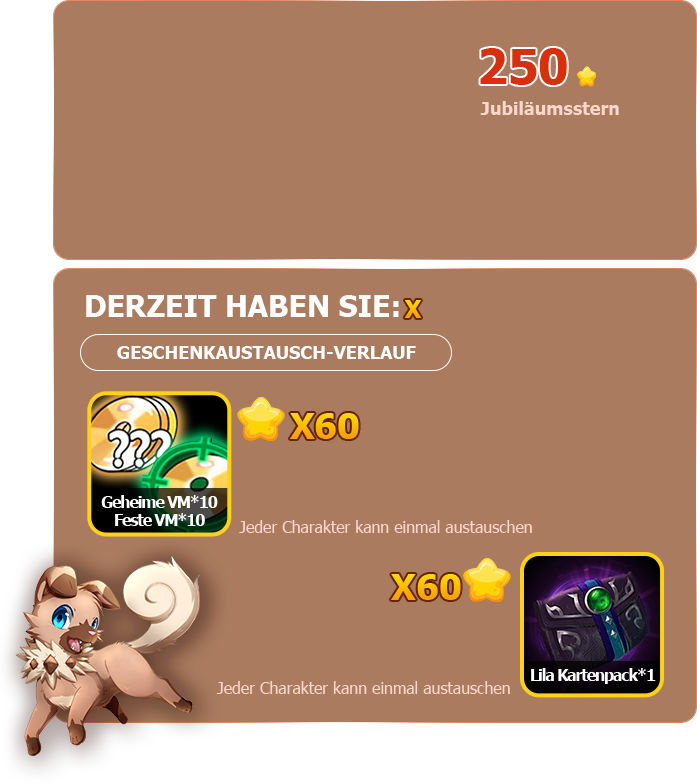 250
Jubiläumsstern
DERZEIT HABEN SIE: X
GESCHENKAUSTAUSCH-VERLAUF
???
X60
Geheime VM*10
Feste VM*10
Jeder Charakter kann einmal austauschen
X60
Lila Kartenpack*1
Jeder Charakter kann einmal austauschen